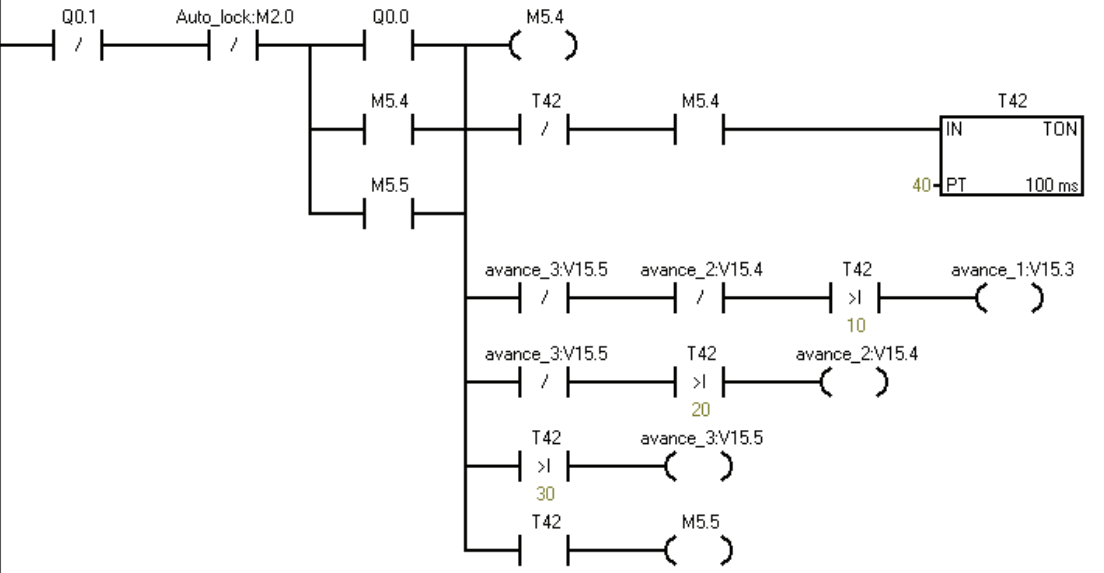 Q0.1 Auto_lock:M2.0 Q0.0 M5.4
/ /
M5.4 T42 M5.4 T42
/ IN TON
M5.5 40 PT 100 ms
avance_3:V15.5 avance_2:V15.4 T42 avance_1:V15.3
/ / >I
10
avance_3:V15.5 T42 avance_2:V15.4
/ >I
20
T42 avance_3:V15.5
>I
30
T42 M5.5